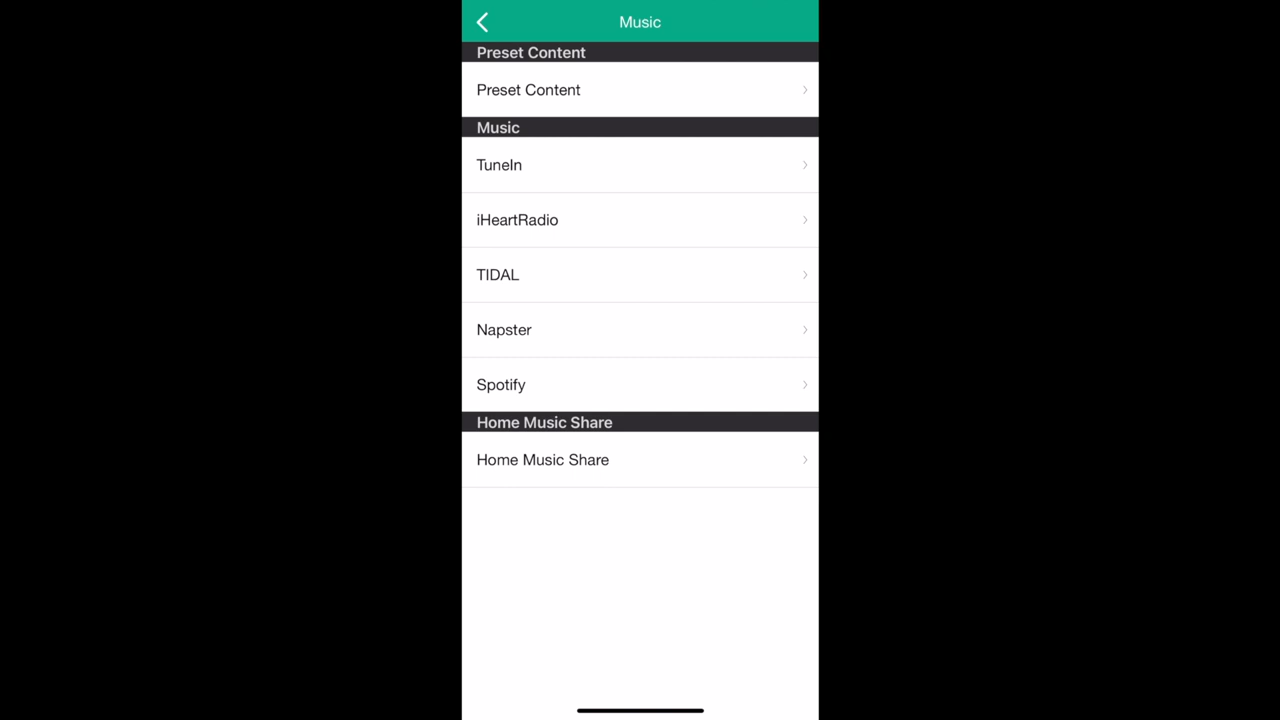 Music
Preset Content
Preset Content
Music
TuneIn
iHeartRadio
TIDAL
Napster
Spotify
Home Music Share
Home Music Share